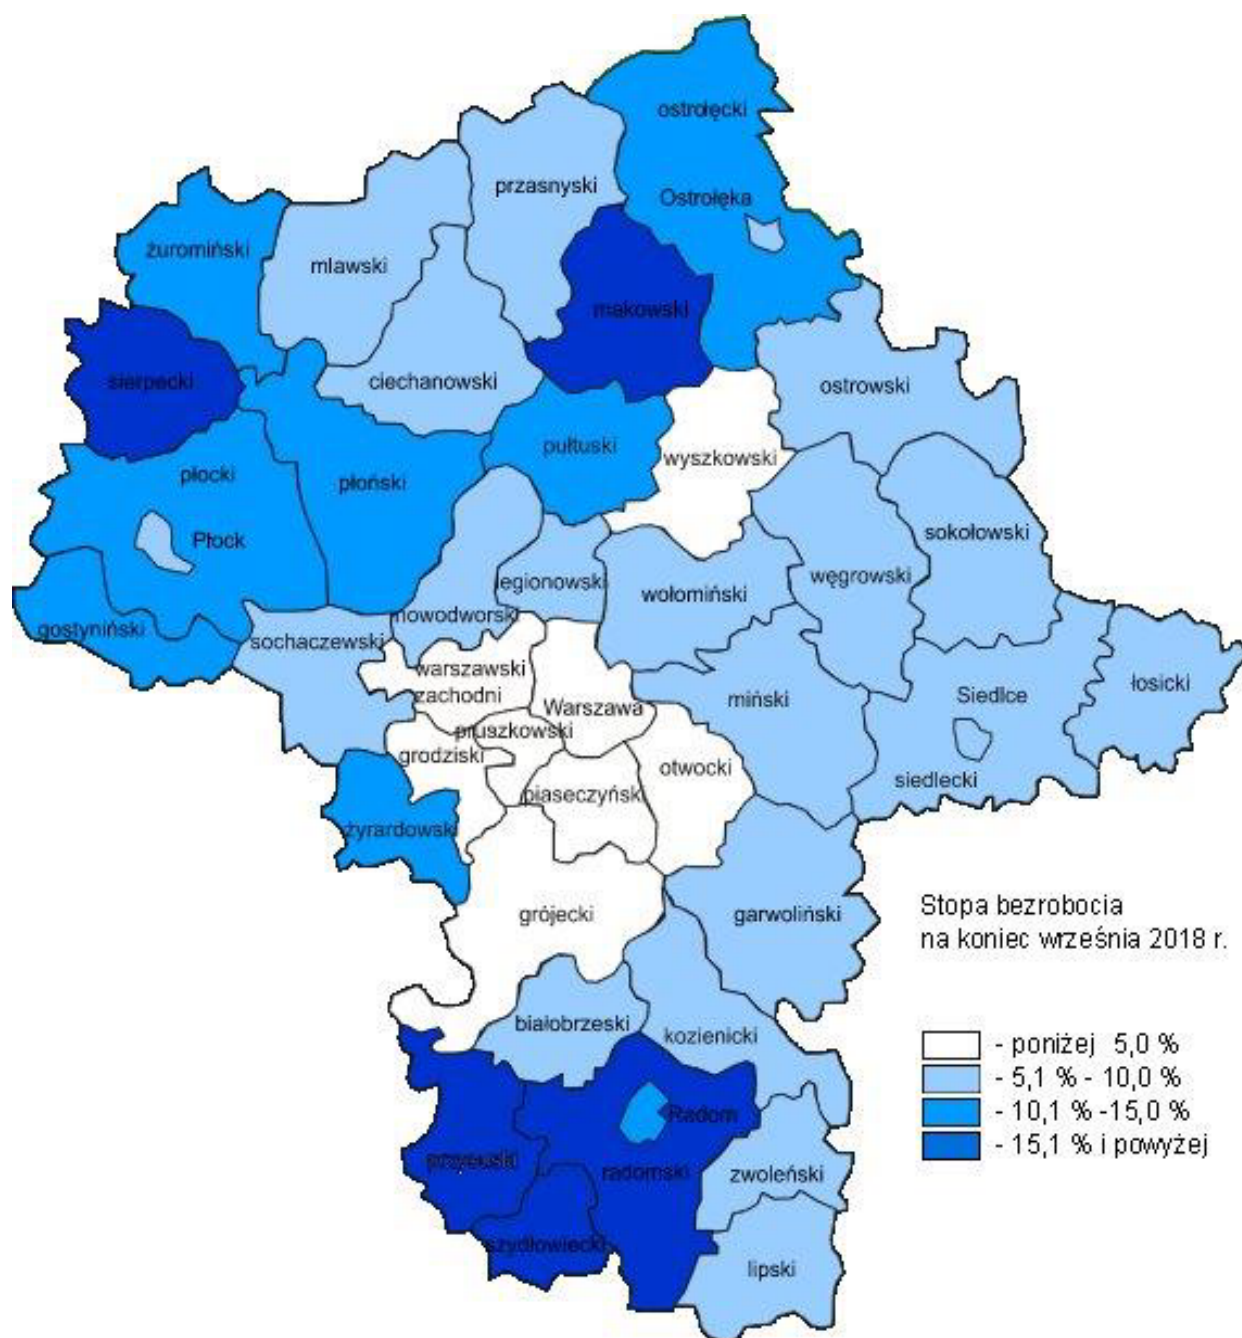 ostrołęcki
przasnyski
Ostrołęka
żuromiński
mlawski
makowski
sierpecki
ciechanowski
ostrowski
pułtuski
wyszkowski
płocki
płoński
sokołowski
Płock
legionowski
wołomiński
węgrowski
nowodworski
gostyniński
sochaczewski
warszawski
zachodni
Siedlce
łosicki
miński
Warszawa
pruszkowski
grodziski
otwocki
siedlecki
piaseczyński
żyrardowski
grójecki
garwoliński
Stopa bezrobocia
na koniec września 2018 r.
białobrzeski
kozienicki
- poniżej 5,0 %
- 5,1 % - 10,0 %
- 10,1 % -15,0 %
- 15,1 % i powyżej
Radom
przysuski
radomski
zwoleński
szydłowiecki
lipski